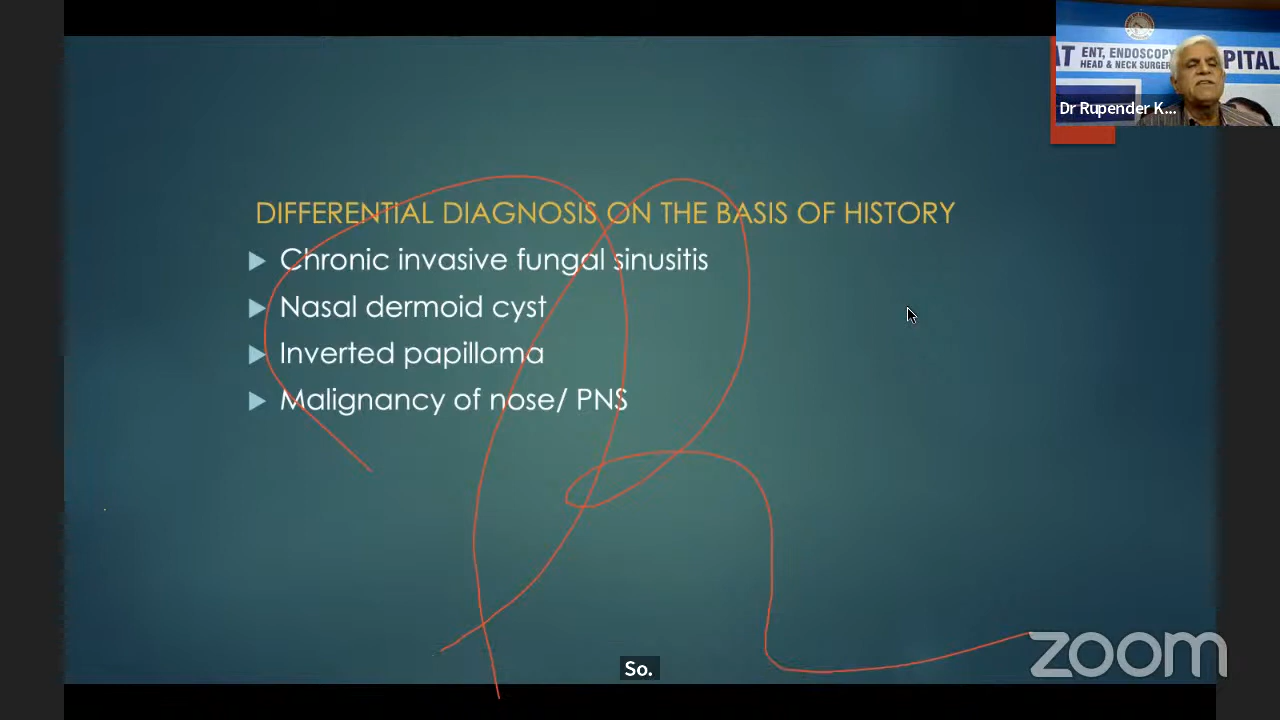 AT ENT, ENDOSCOPY
HEAD & NECK SURGER
PITAL
Dr Rupender K...
DIFFERENTIAL DIAGNOSIS ON THE BASIS OF HISTORY
Chronic invasive fungal sinusitis
Nasal dermoid cyst
Inverted papilloma
Malignancy of nose/ PNS
So.
zoom